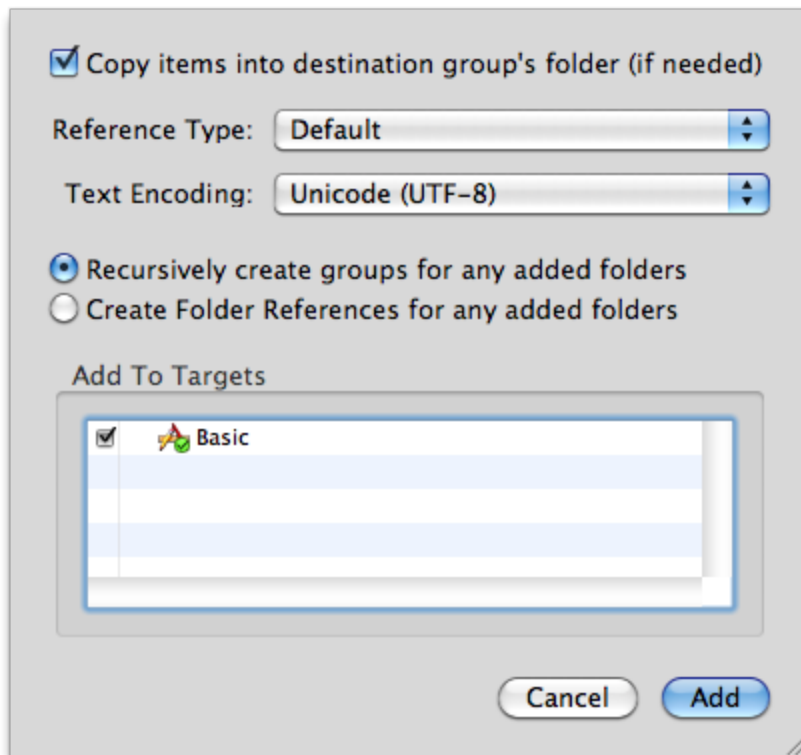 Copy items into destination group's folder (if needed)
Reference Type: Default
Text Encoding: Unicode (UTF-8)
Recursively create groups for any added folders
Create Folder References for any added folders
Add To Targets
Basic
Cancel Add